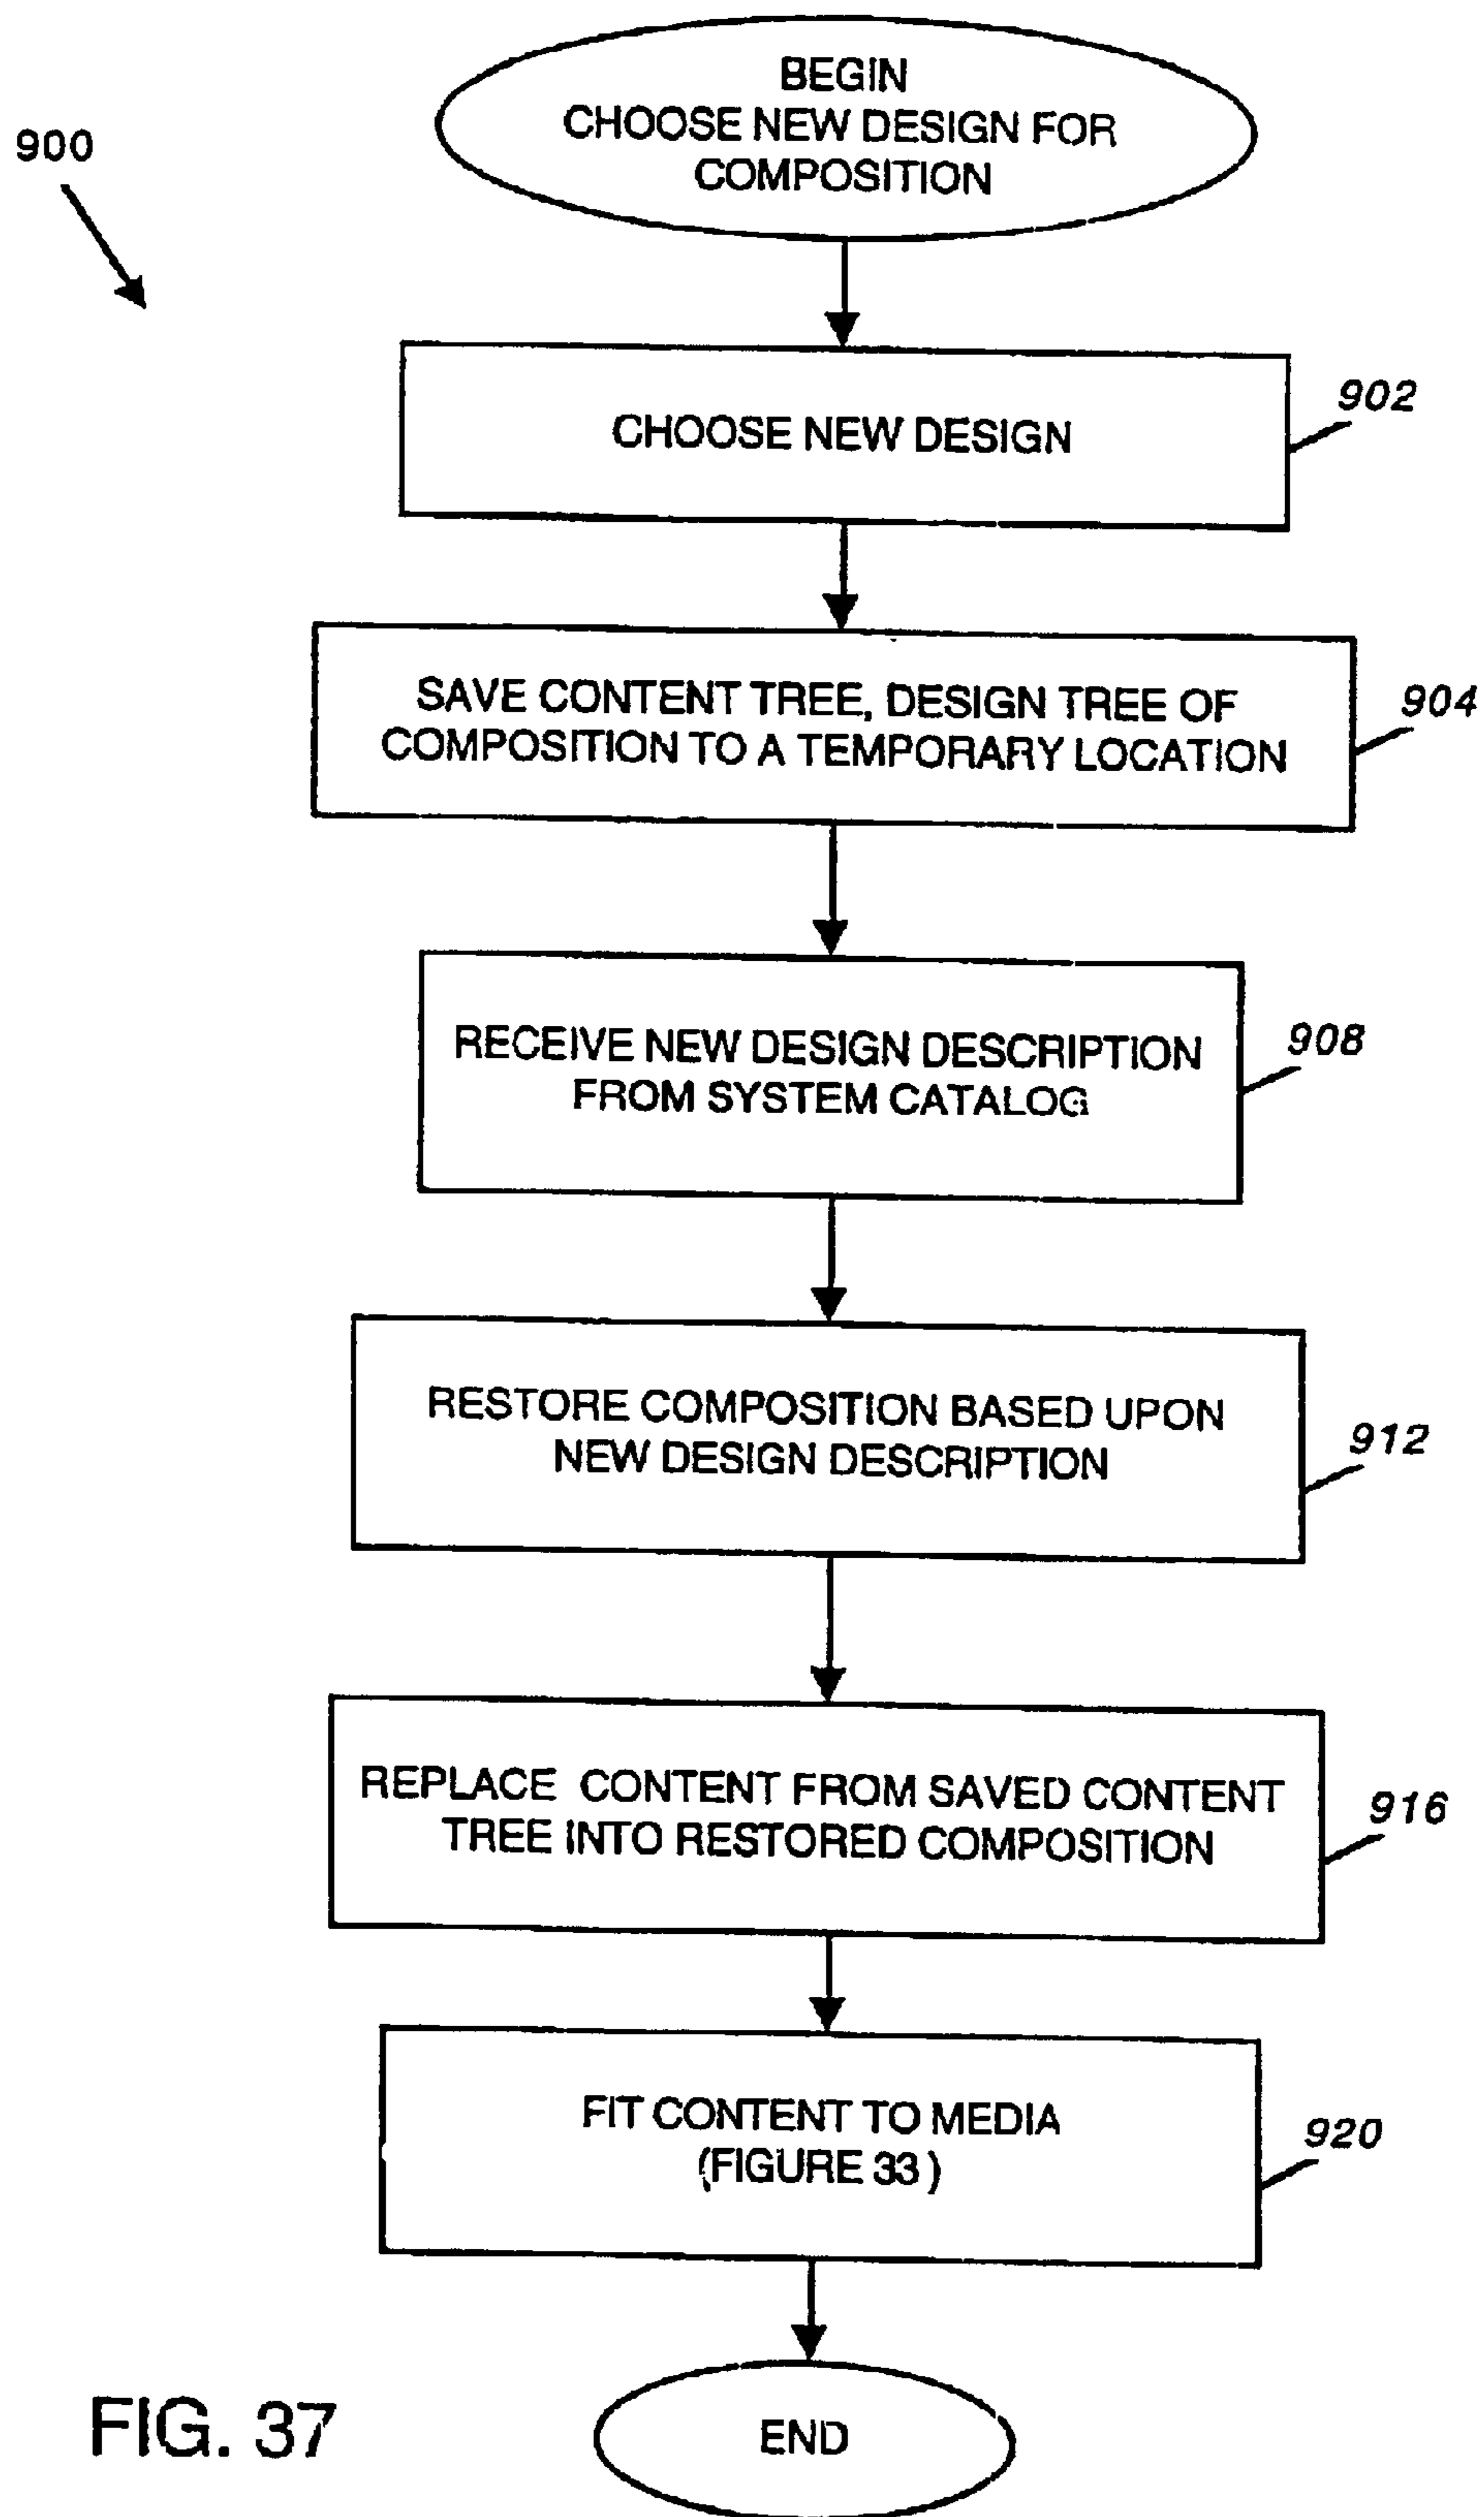 BEGIN
CHOOSE NEW DESIGN FOR
COMPOSITION
900
CHOOSE NEW DESIGN
902
SAVE CONTENT TREE, DESIGN TREE OF
COMPOSITION TO A TEMPORARY LOCATION
904
RECEIVE NEW DESIGN DESCRIPTION
FROM SYSTEM CATALOG
908
RESTORE COMPOSITION BASED UPON
NEW DESIGN DESCRIPTION
912
REPLACE CONTENT FROM SAVED CONTENT
TREE INTO RESTORED COMPOSITION
916
FIT CONTENT TO MEDIA
(FIGURE 33)
920
END
FIG. 37